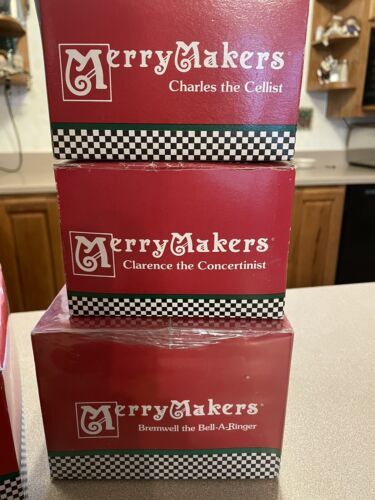 MerryMakers®
Charles the Cellist
MerryMakers®
Clarence the Concertinist
MerryMakers®
Bremwell the Bell-A-Ringer